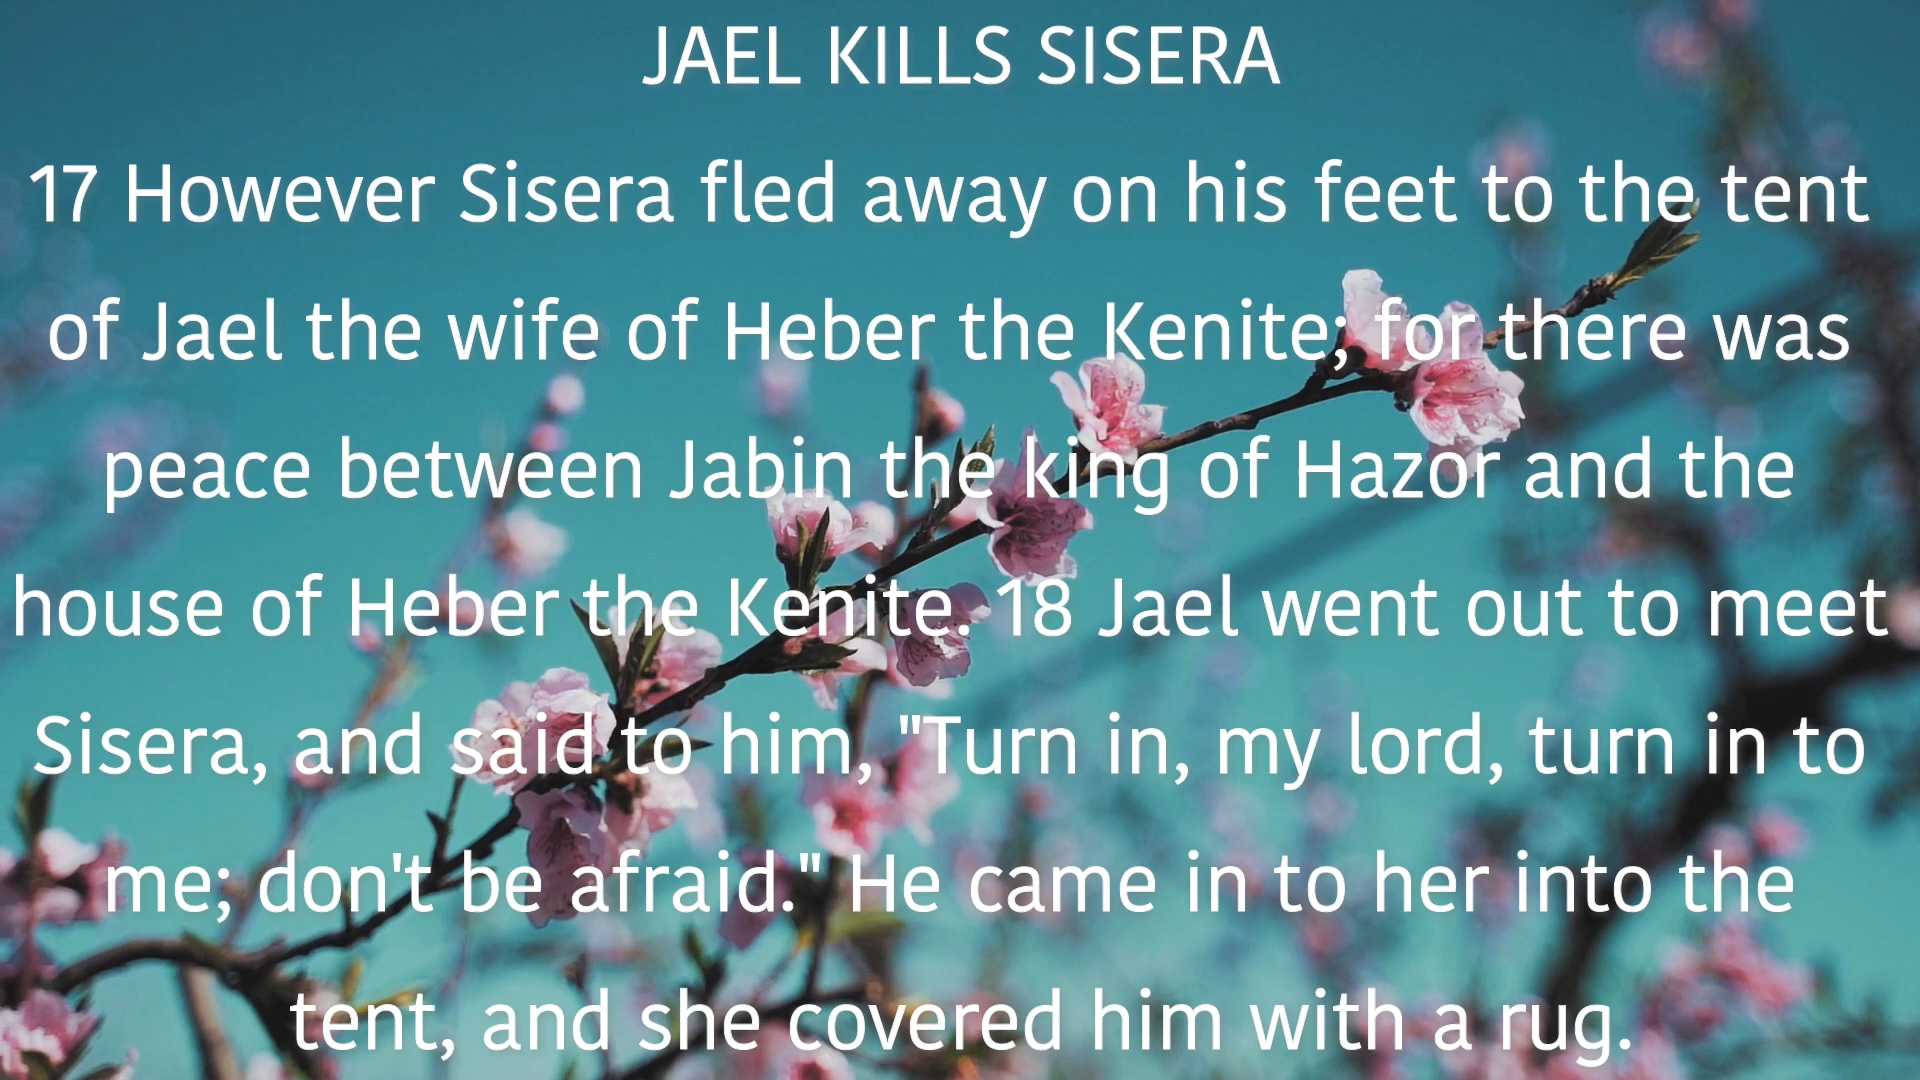 JAEL KILLS SISERA
17 However Sisera fled away on his feet to the tent
of Jael the wife of Heber the Kenite; for there was
peace between Jabin the king of Hazor and the
house of Heber the Kenite. 18 Jael went out to meet
Sisera, and said to him, "Turn in, my lord, turn in to
me; don't be afraid." He came in to her into the
tent, and she covered him with a rug.